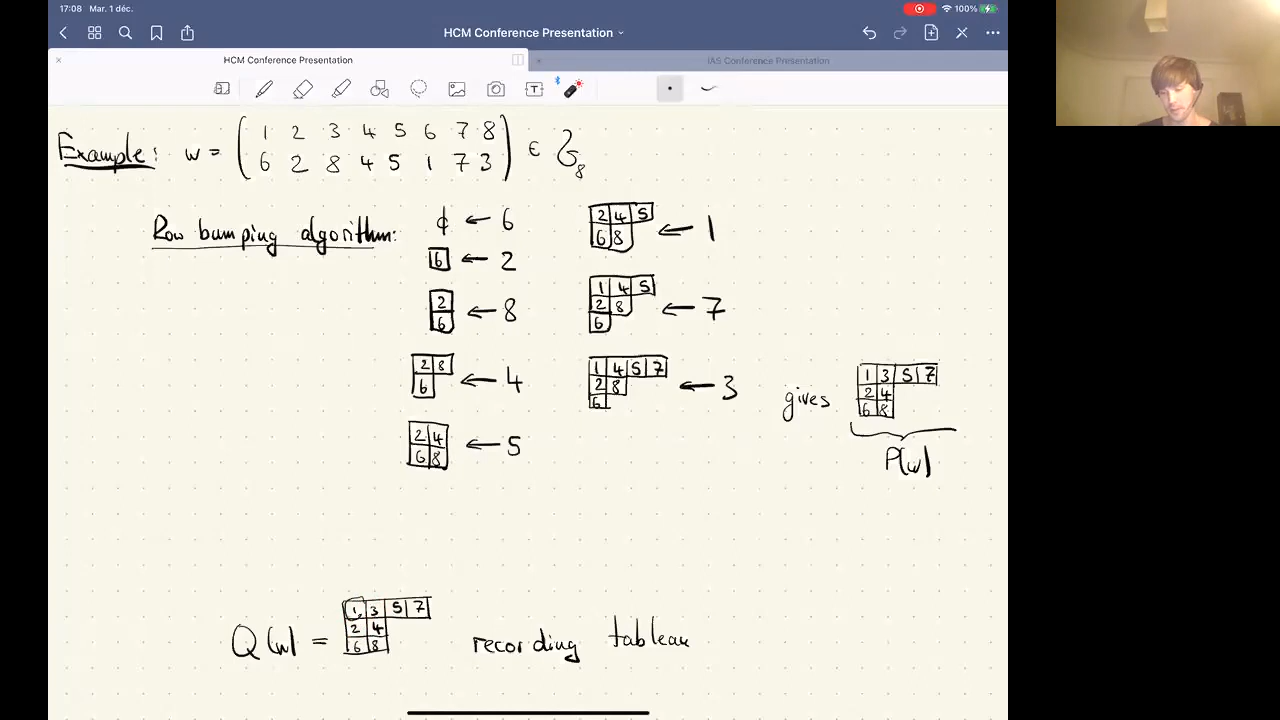 17:08 Mar. 1 déc.
100%
HCM Conference Presentation
HCM Conference Presentation
IAS Conference Presentation
Example: w = ( 1 2 3 4 5 6 7 8
6 2 8 4 5 1 7 3 ) ∈ 𝔖₈
Row bumping algorithm:
∅ ← 6
6 ← 2
2
6 ← 8
2 8
6 ← 4
2 4
6 8 ← 5
2 4 5
6 8 ← 1
1 4 5
2 8
6 ← 7
1 4 5 7
2 8
6 ← 3
gives
1 3 5 7
2 4
6 8
P(w)
Q(w) =
1 3 5 7
2 4
6 8
recording tableau